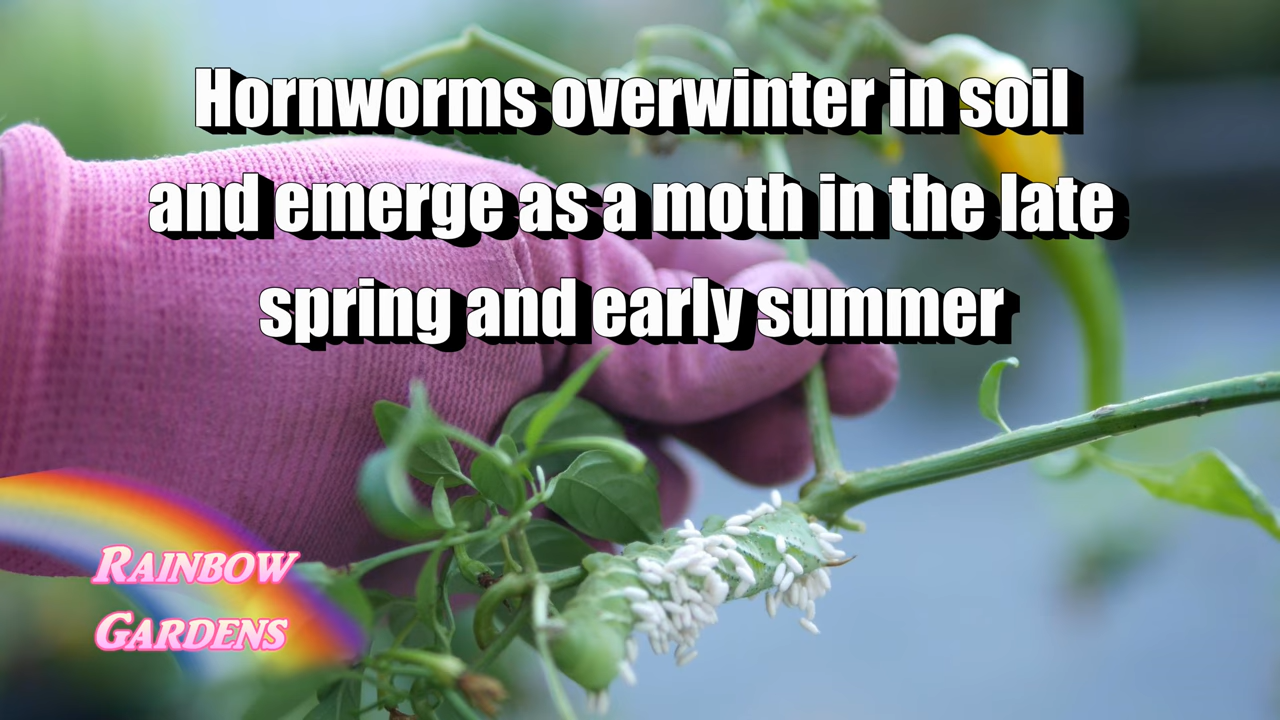 Hornworms overwinter in soil
and emerge as a moth in the late
spring and early summer
Rainbow
Gardens